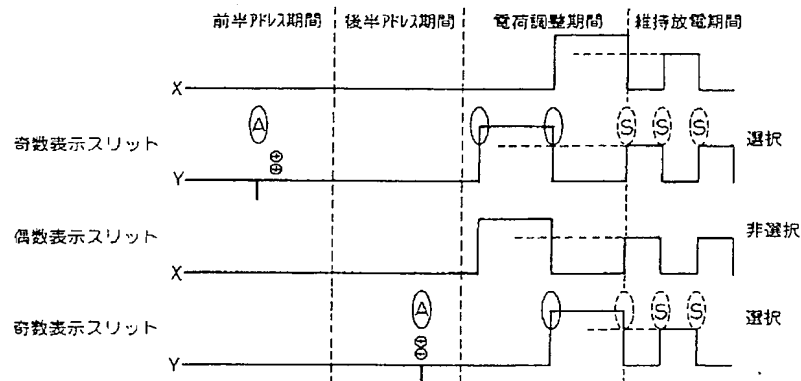 前半アドレス期間 後半アドレス期間 電荷調整期間 維持放電期間
X
A S S S
奇数表示スリット 選択
⊕
⊕
Y
偶数表示スリット 非選択
X
A S S
奇数表示スリット 選択
⊖
⊖
Y